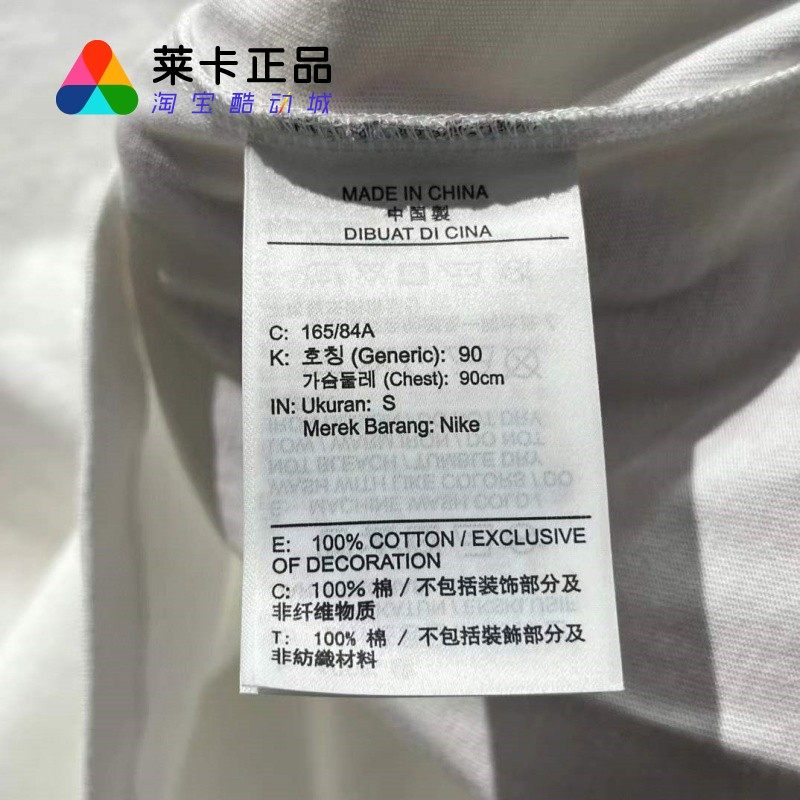 莱卡正品
淘宝酷动城
MADE IN CHINA
中国製
DIBUAT DI CINA
C: 165/84A
K: 호칭 (Generic): 90
가슴둘레 (Chest): 90cm
IN: Ukuran: S
Merek Barang: Nike
E: 100% COTTON / EXCLUSIVE
OF DECORATION
C: 100% 棉 / 不包括装饰部分及
非纤维物质
T: 100% 棉 / 不包括裝飾部分及
非紡織材料